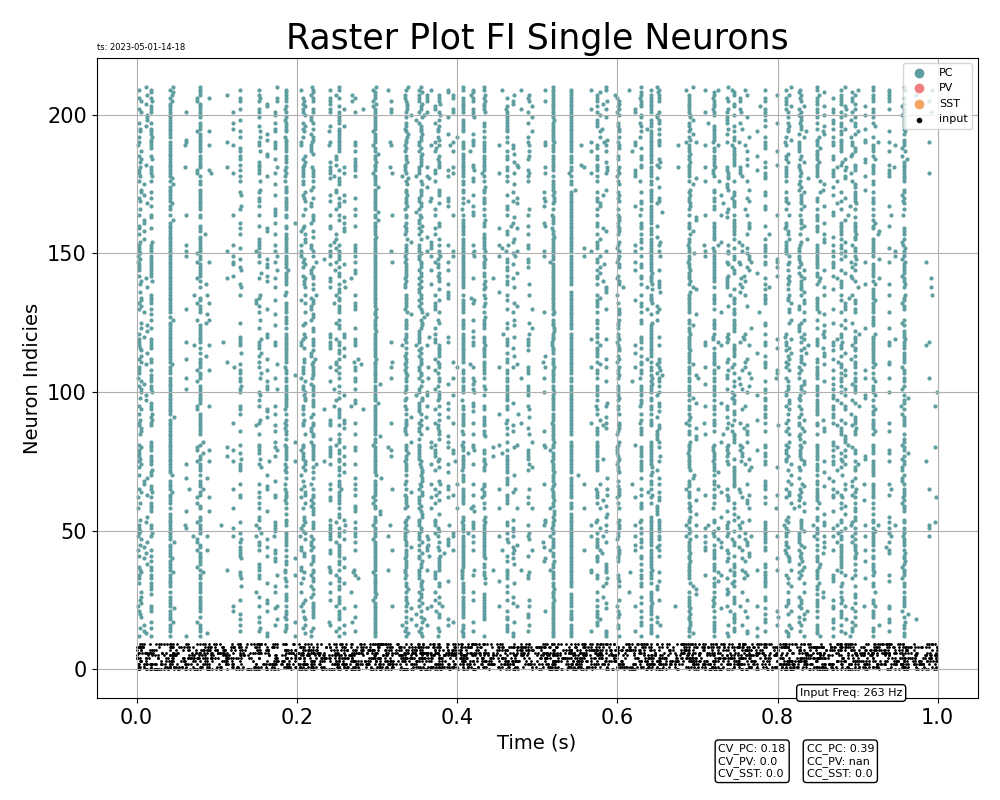 Raster Plot FI Single Neurons
ts: 2023-05-01-14-18
PC
PV
SST
input
Neuron Indicies
200
150
100
50
0
0.0 0.2 0.4 0.6 0.8 1.0
Time (s)
Input Freq: 263 Hz
CV_PC: 0.18
CV_PV: 0.0
CV_SST: 0.0
CC_PC: 0.39
CC_PV: nan
CC_SST: 0.0